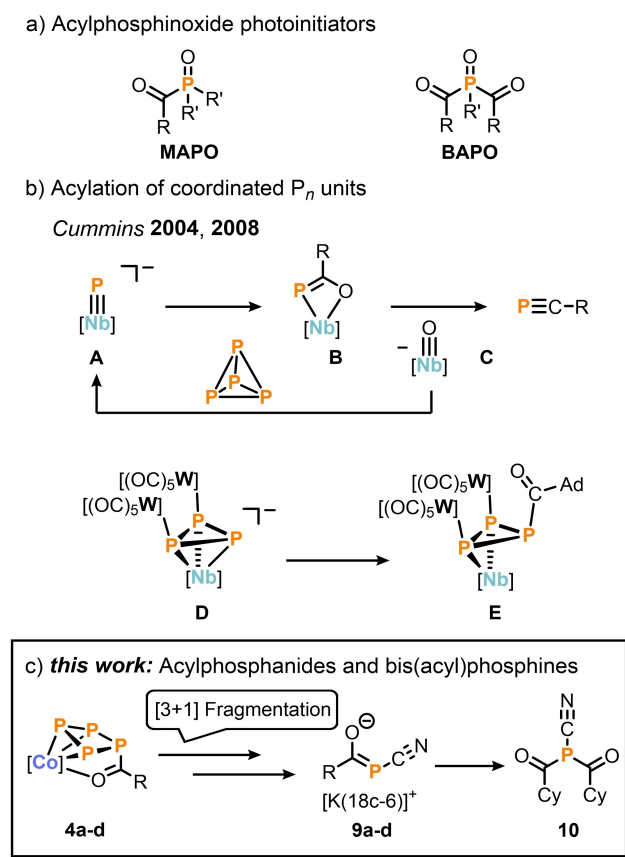 a) Acylphosphinoxide photoinitiators
O O P R' R' R
MAPO
O O O P R' R R
BAPO
b) Acylation of coordinated Pn units
Cummins 2004, 2008
P [Nb] −
A
R P O [Nb]
B
P≡C−R
C
− O [Nb]
P P P P
[(OC)5W]
[(OC)5W]
P P P [Nb] −
D
[(OC)5W]
[(OC)5W]
O C Ad P P P [Nb]
E
c) this work: Acylphosphanides and bis(acyl)phosphines
P P P P [Co] O R
4a-d
[3+1] Fragmentation
O⊖ R P C≡N
[K(18c-6)]+
9a-d
N C O P O Cy Cy
10